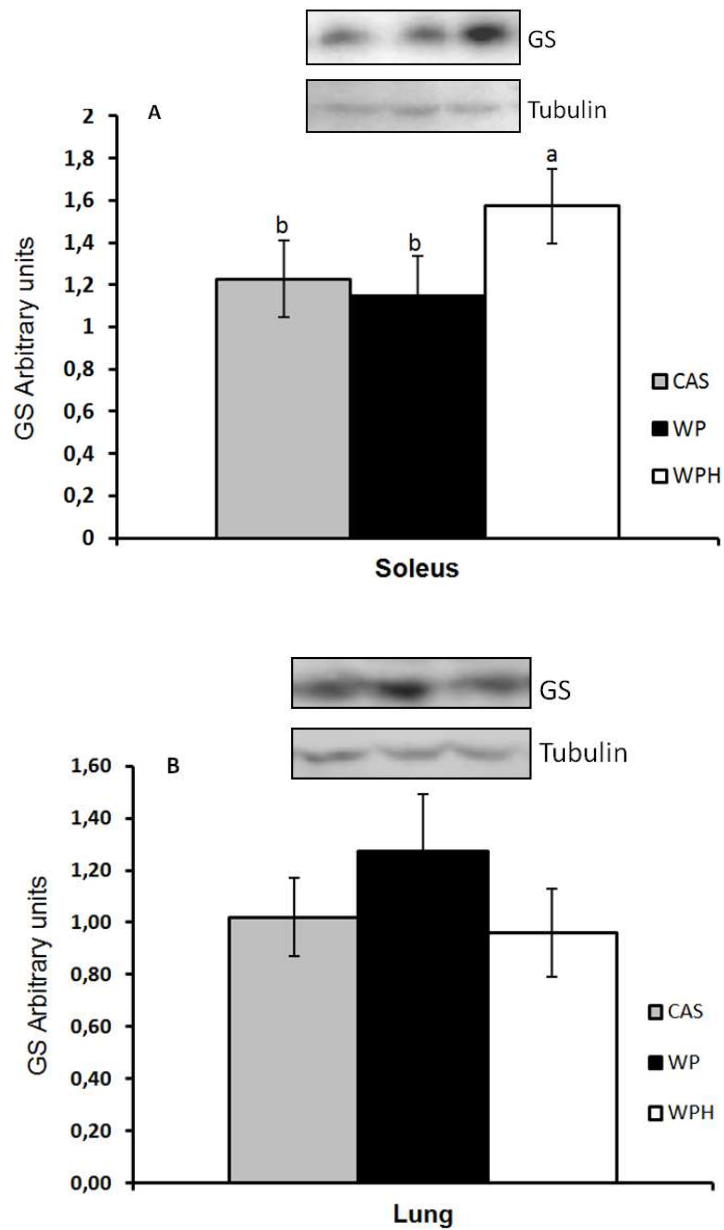 GS
Tubulin
A
2
1,8
1,6
1,4
1,2
1
0,8
0,6
0,4
0,2
0
GS Arbitrary units
b
b
a
CAS
WP
WPH
Soleus
GS
Tubulin
B
1,60
1,40
1,20
1,00
0,80
0,60
0,40
0,20
0,00
GS Arbitrary units
CAS
WP
WPH
Lung